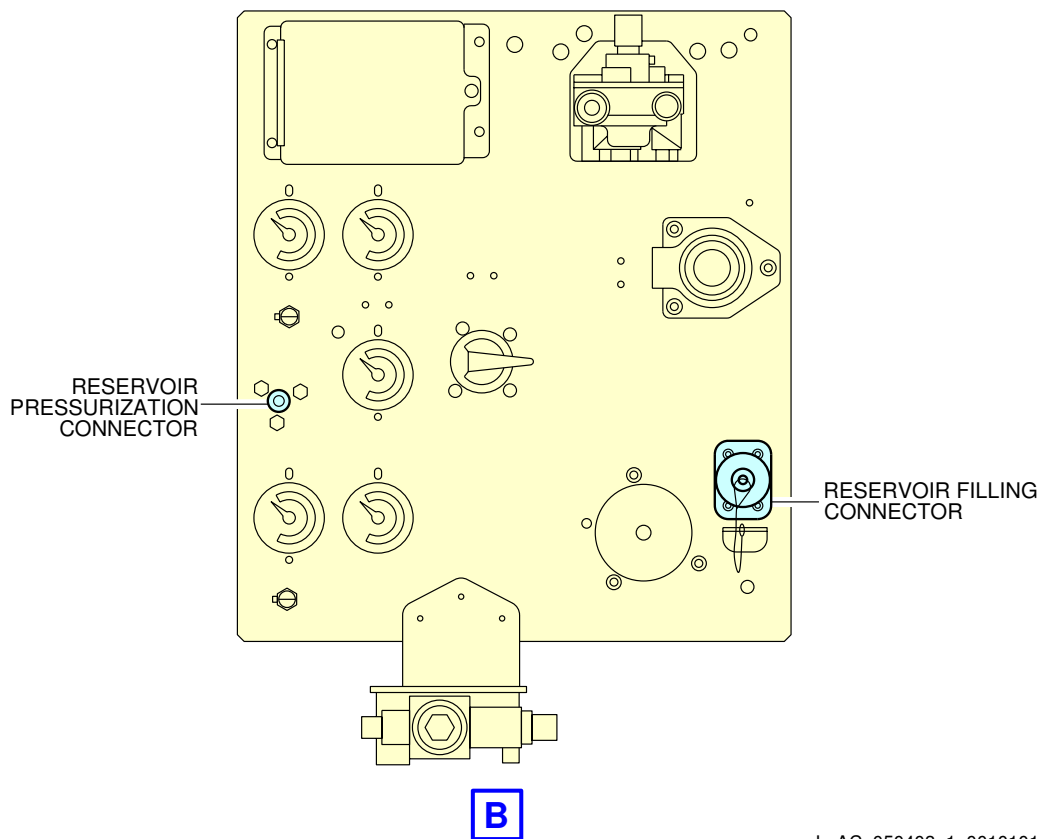 RESERVOIR
PRESSURIZATION
CONNECTOR
RESERVOIR FILLING
CONNECTOR
B